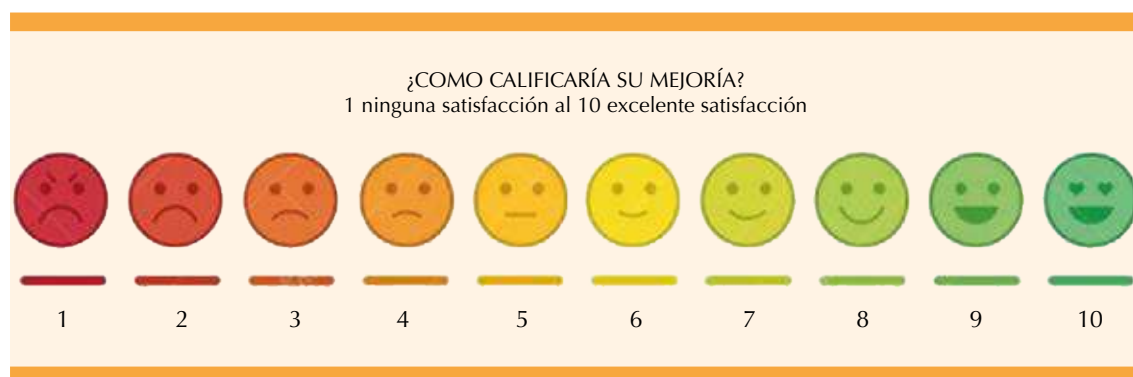 ¿COMO CALIFICARÍA SU MEJORÍA?
1 ninguna satisfacción al 10 excelente satisfacción
1 2 3 4 5 6 7 8 9 10